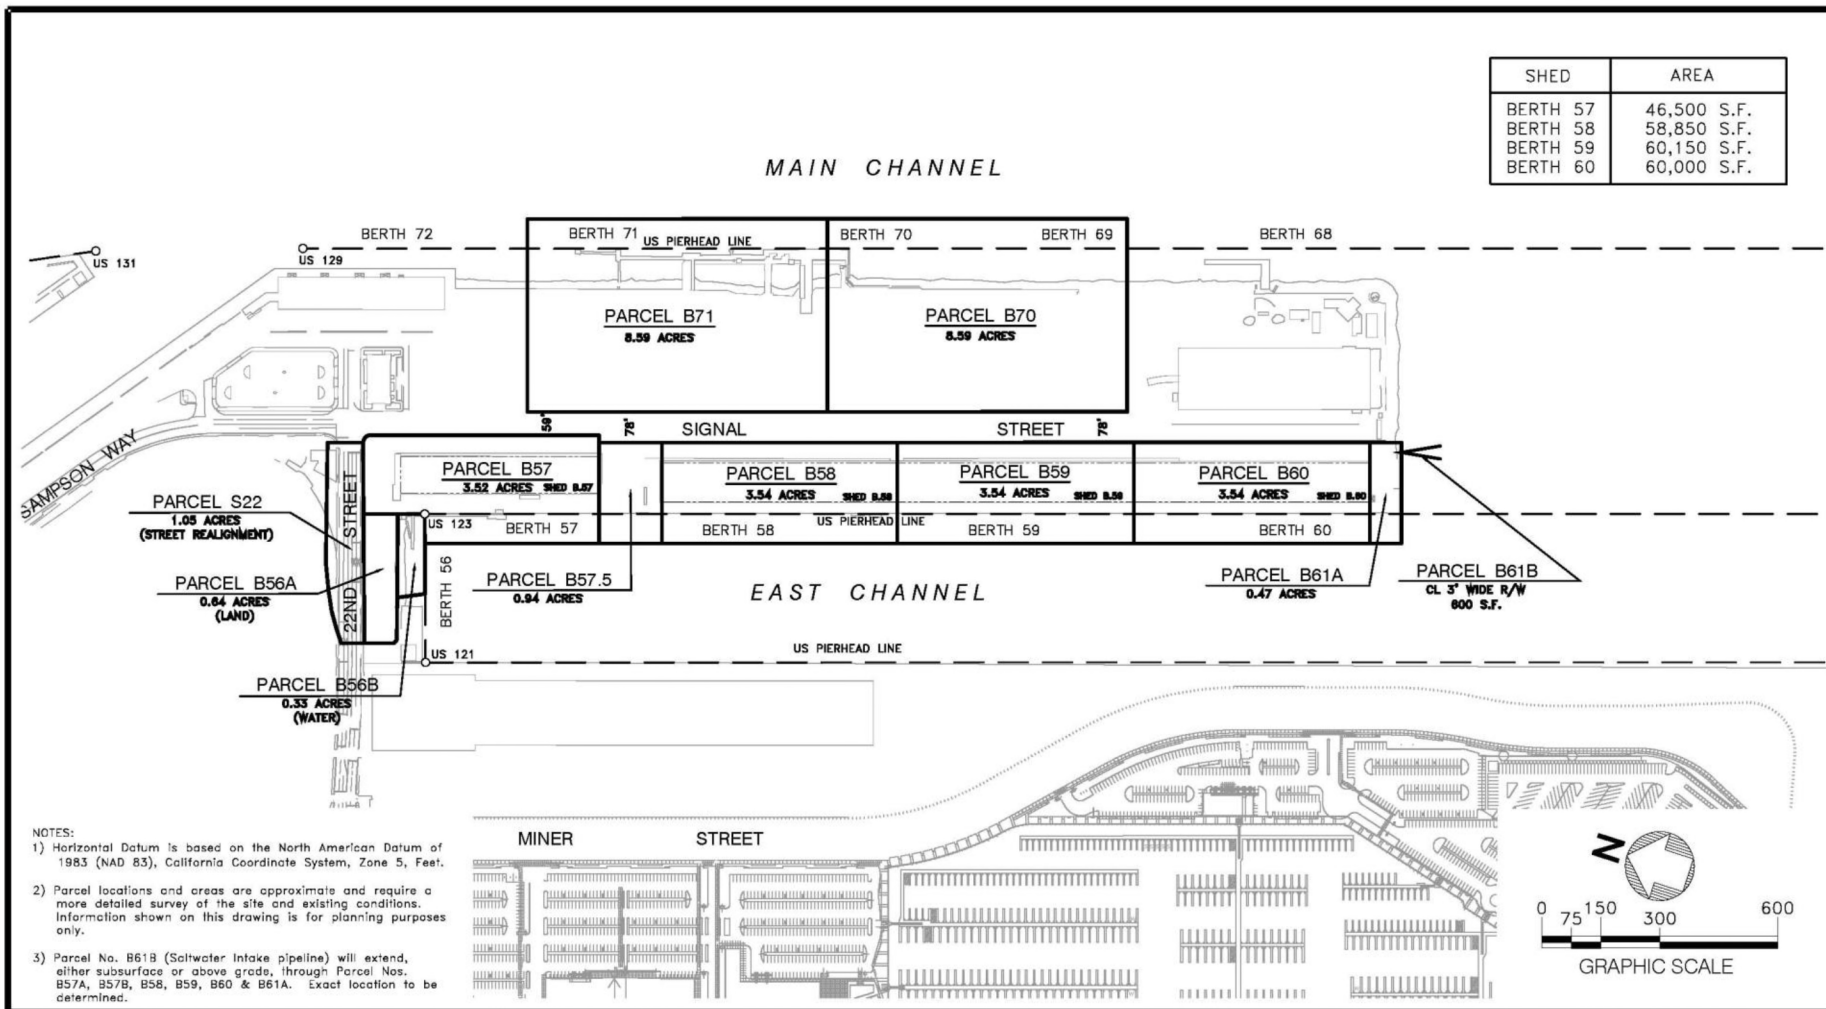 SHED AREA
BERTH 57 46,500 S.F.
BERTH 58 58,850 S.F.
BERTH 59 60,150 S.F.
BERTH 60 60,000 S.F.
MAIN CHANNEL
BERTH 72
BERTH 71
US PIERHEAD LINE
BERTH 70
BERTH 69
BERTH 68
US 131
US 129
PARCEL B71
8.59 ACRES
PARCEL B70
8.59 ACRES
59'
78'
SIGNAL STREET
78'
SAMPSON WAY
22ND STREET
PARCEL B57
3.52 ACRES
SHED B.57
PARCEL B58
3.54 ACRES
SHED B.58
PARCEL B59
3.54 ACRES
SHED B.59
PARCEL B60
3.54 ACRES
SHED B.60
PARCEL S22
1.05 ACRES
(STREET REALIGNMENT)
US 123
BERTH 57
BERTH 58
US PIERHEAD LINE
BERTH 59
BERTH 60
BERTH 56
PARCEL B56A
0.64 ACRES
(LAND)
PARCEL B57.5
0.94 ACRES
EAST CHANNEL
PARCEL B61A
0.47 ACRES
PARCEL B61B
CL 3' WIDE R/W
600 S.F.
US 121
US PIERHEAD LINE
PARCEL B56B
0.33 ACRES
(WATER)
MINER STREET
NOTES:
1) Horizontal Datum is based on the North American Datum of
1983 (NAD 83), California Coordinate System, Zone 5, Feet.
2) Parcel locations and areas are approximate and require a
more detailed survey of the site and existing conditions.
Information shown on this drawing is for planning purposes
only.
3) Parcel No. B61B (Saltwater Intake pipeline) will extend,
either subsurface or above grade, through Parcel Nos.
B57A, B57B, B58, B59, B60 & B61A. Exact location to be
determined.
N
0 75 150 300 600
GRAPHIC SCALE